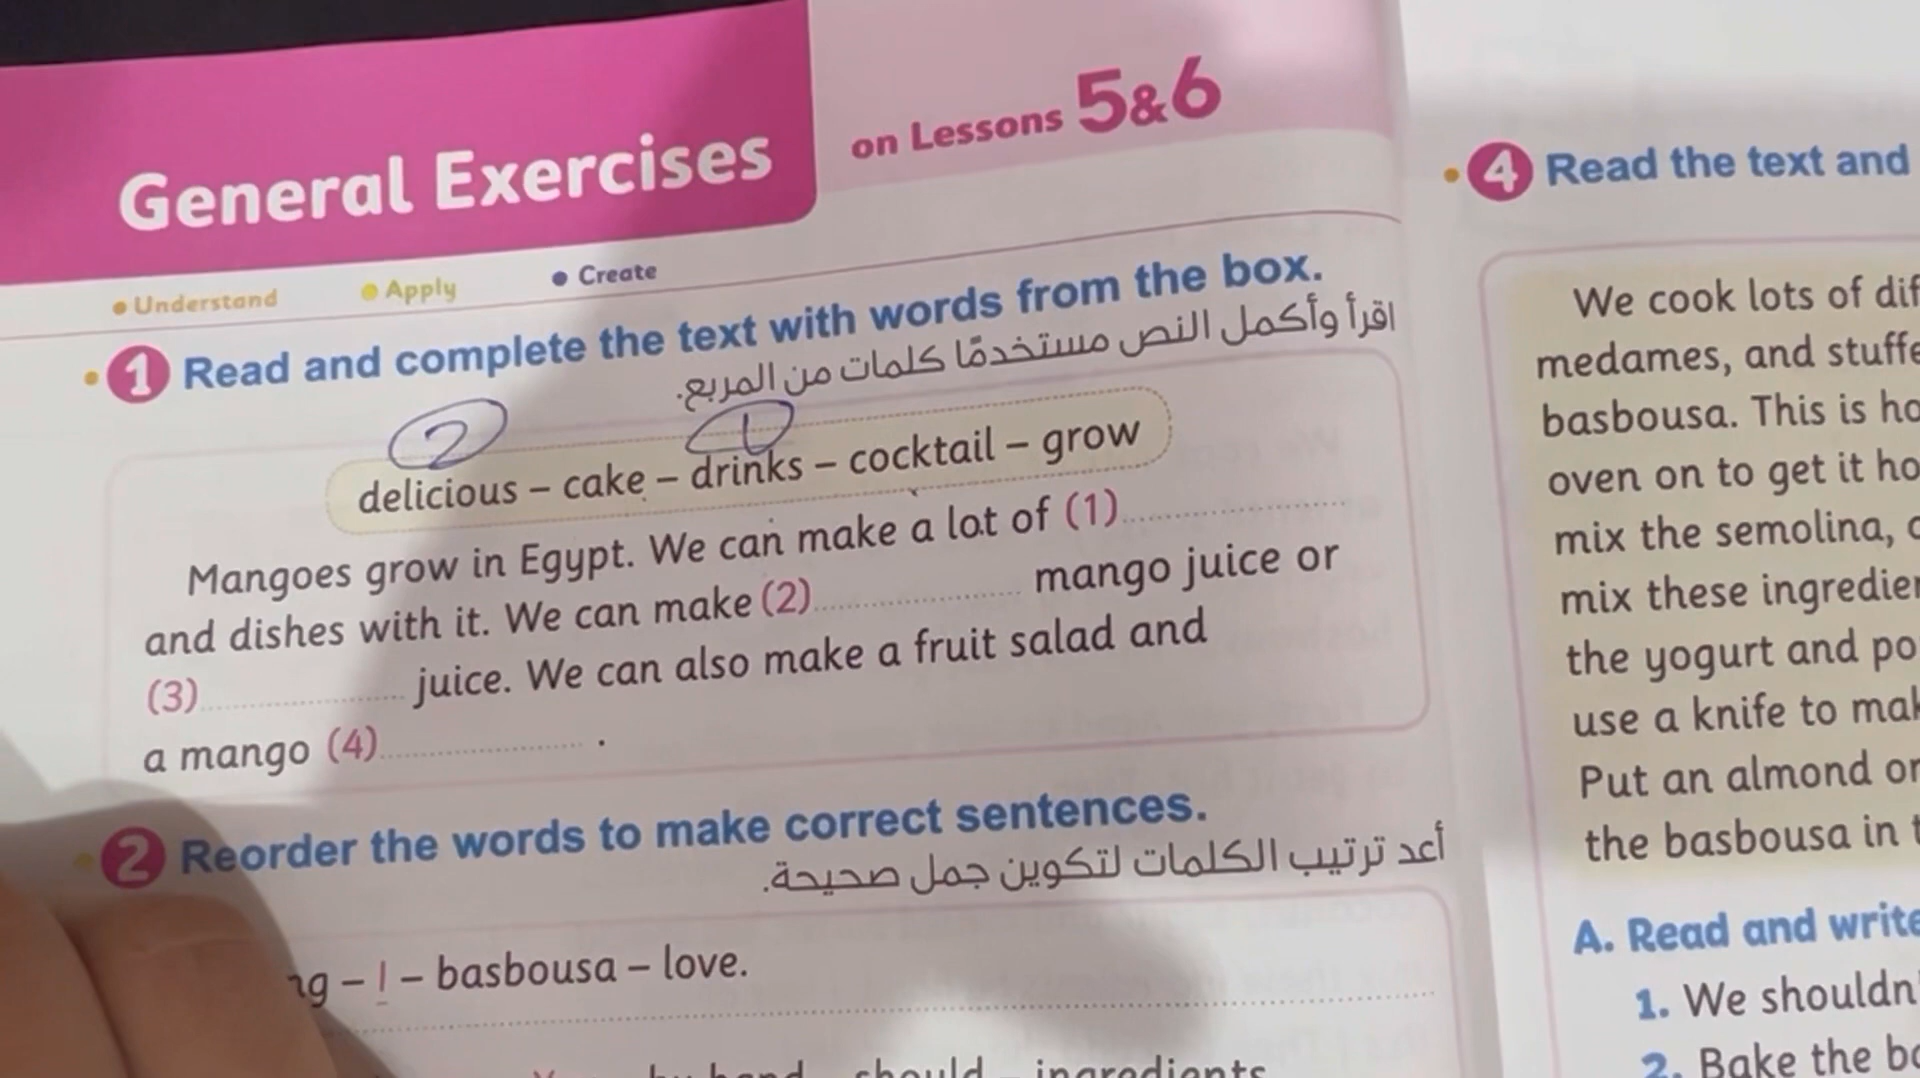 General Exercises on Lessons 5&6
• Understand • Apply • Create
1 Read and complete the text with words from the box.
اقرأ وأكمل النص مستخدمًا كلمات من المربع.
2 1
delicious – cake – drinks – cocktail – grow
Mangoes grow in Egypt. We can make a lot of (1)
and dishes with it. We can make (2) mango juice or
(3) juice. We can also make a fruit salad and
a mango (4) .
2 Reorder the words to make correct sentences.
أعد ترتيب الكلمات لتكوين جمل صحيحة.
– I – basbousa – love.
by hand should ingredients
4 Read the text and
We cook lots of
medames, and
basbousa. This is
oven on to get it
mix the semolina,
mix these
the yogurt and
use a knife to
Put an almond
the basbousa in
A. Read and write
1. We
2. Bake the